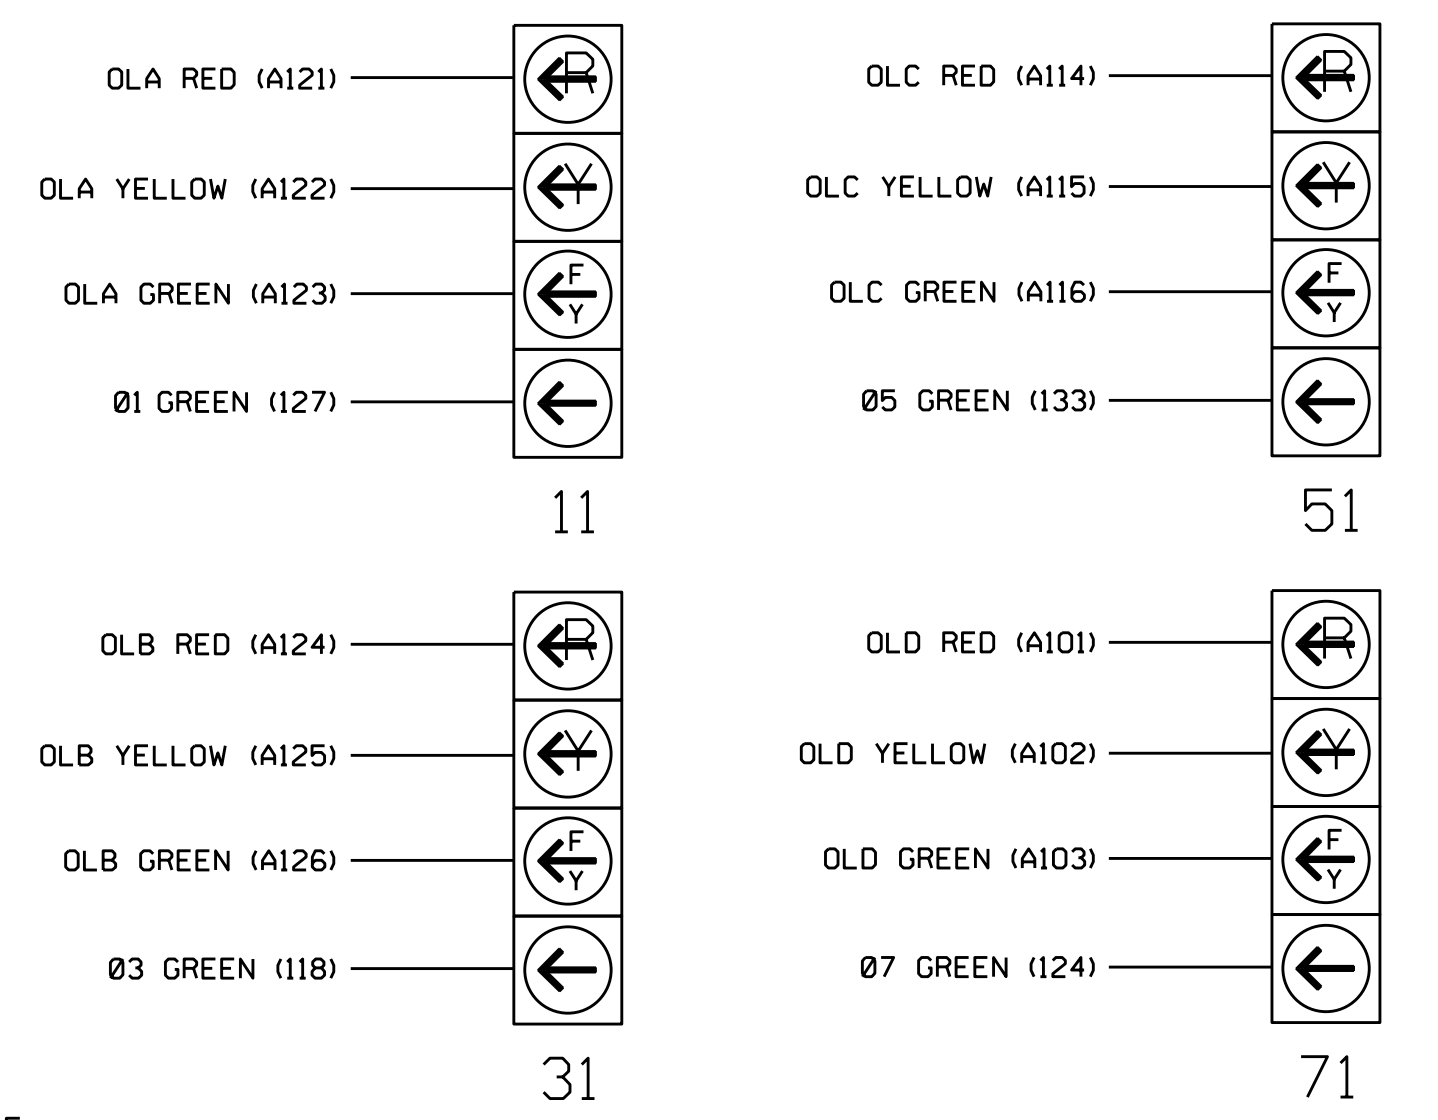 OLA RED (A121)
R
OLA YELLOW (A122)
Y
OLA GREEN (A123)
F
Y
Ø1 GREEN (127)
11
OLC RED (A114)
R
OLC YELLOW (A115)
Y
OLC GREEN (A116)
F
Y
Ø5 GREEN (133)
51
OLB RED (A124)
R
OLB YELLOW (A125)
Y
OLB GREEN (A126)
F
Y
Ø3 GREEN (118)
31
OLD RED (A101)
R
OLD YELLOW (A102)
Y
OLD GREEN (A103)
F
Y
Ø7 GREEN (124)
71